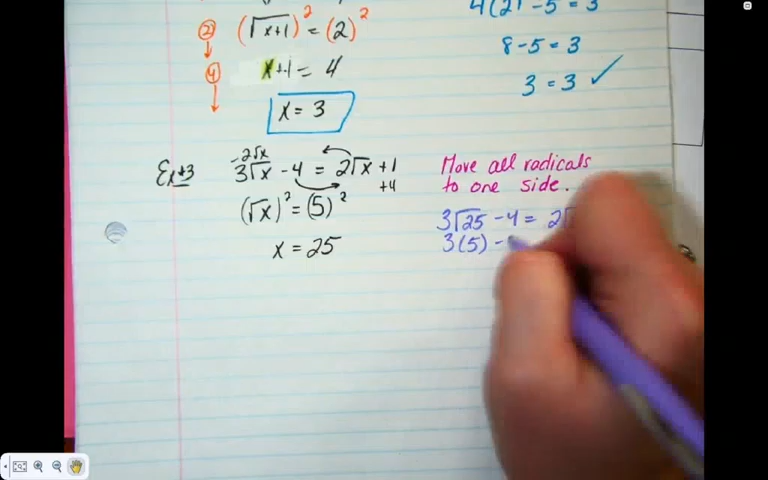 ② (√x+1)² = (2)²
④ x+1 = 4
x = 3
4(2) -5 = 3
8-5 = 3
3 = 3 ✓
Ex #3
-2√x
3√x -4 = 2√x +1
+4
(√x)² = (5)²
x = 25
Move all radicals
to one side.
3√25 -4 = 2√
3(5) -